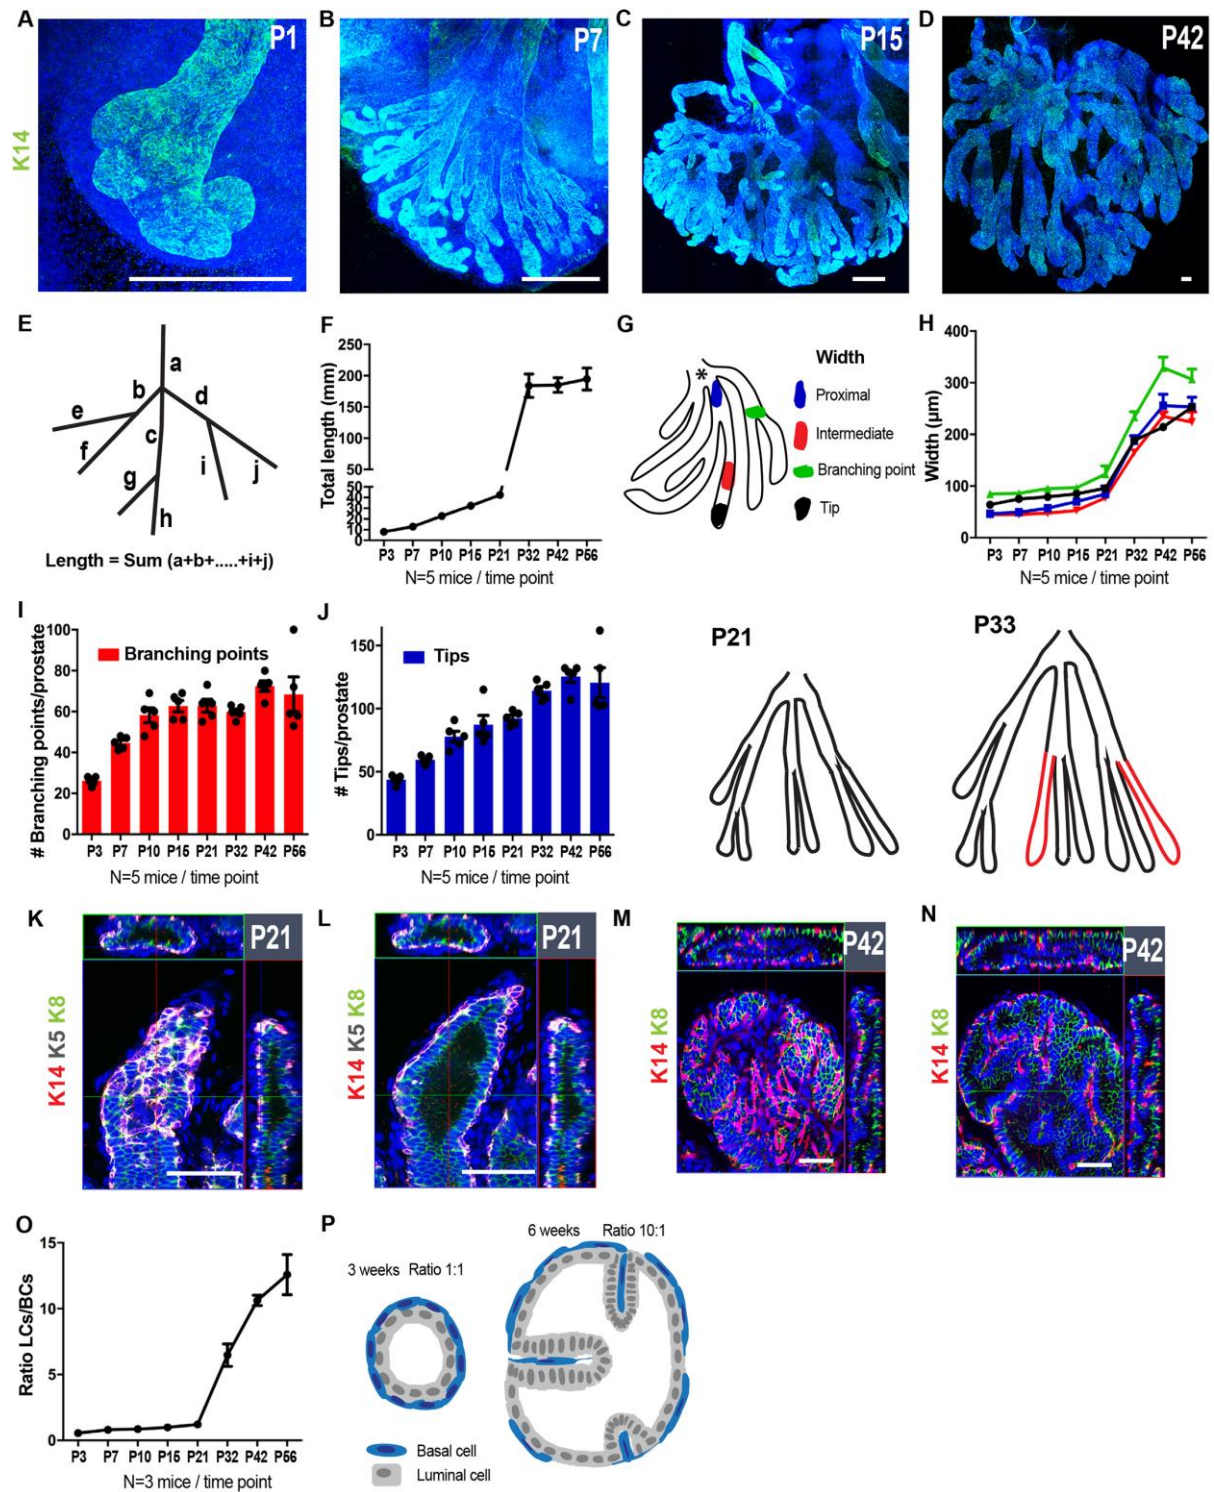 A
P1
B
P7
C
P15
D
P42
K14
E
a
b
d
e
c
f
g
i
j
h
Length = Sum (a+b+.....+i+j)
F
Total length (mm)
250
200
150
100
50
50
40
30
20
10
0
P3 P7 P10 P15 P21 P32 P42 P56
N=5 mice / time point
G
*
Width
Proximal
Intermediate
Branching point
Tip
H
Width (µm)
400
300
200
100
0
P3 P7 P10 P15 P21 P32 P42 P56
N=5 mice / time point
I
# Branching points/prostate
100
80
60
40
20
0
Branching points
P3 P7 P10 P15 P21 P32 P42 P56
N=5 mice / time point
J
# Tips/prostate
150
100
50
0
Tips
P3 P7 P10 P15 P21 P32 P42 P56
N=5 mice / time point
P21
P33
K
P21
K14 K5 K8
L
P21
K14 K5 K8
M
P42
K14 K8
N
P42
K14 K8
O
Ratio LCs/BCs
15
10
5
0
P3 P7 P10 P15 P21 P32 P42 P56
N=3 mice / time point
P
3 weeks Ratio 1:1
6 weeks Ratio 10:1
Basal cell
Luminal cell